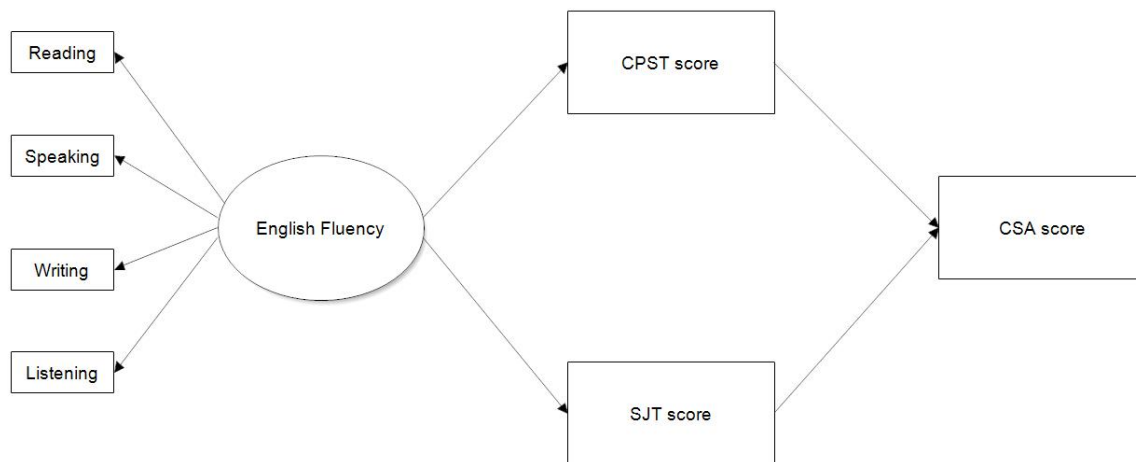 Reading
Speaking
Writing
Listening
English Fluency
CPST score
SJT score
CSA score